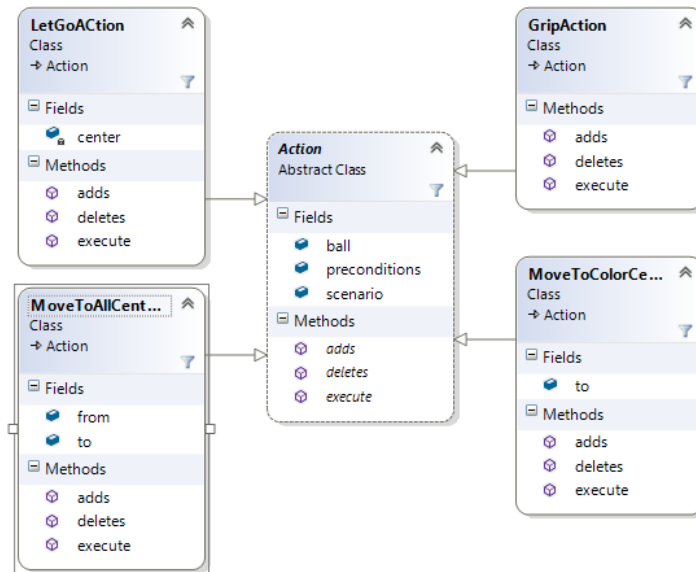 LetGoACtion
Class
Action
Fields
center
Methods
adds
deletes
execute
MoveToAllCent...
Class
Action
Fields
from
to
Methods
adds
deletes
execute
Action
Abstract Class
Fields
ball
preconditions
scenario
Methods
adds
deletes
execute
GripAction
Class
Action
Methods
adds
deletes
execute
MoveToColorCe...
Class
Action
Fields
to
Methods
adds
deletes
execute